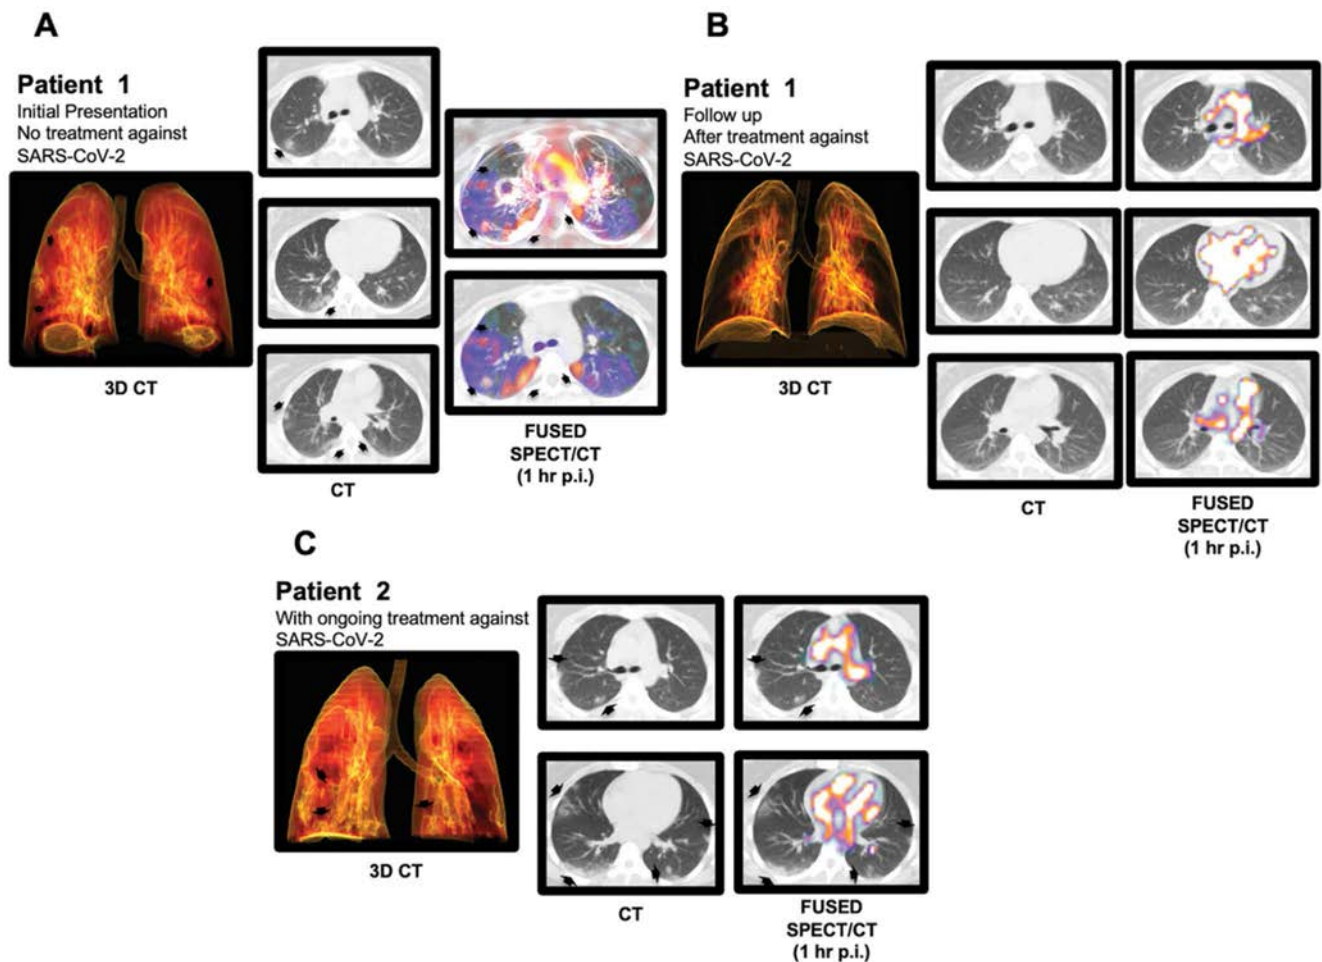 A
Patient 1
Initial Presentation
No treatment against
SARS-CoV-2
3D CT
CT
FUSED
SPECT/CT
(1 hr p.i.)
B
Patient 1
Follow up
After treatment against
SARS-CoV-2
3D CT
CT
FUSED
SPECT/CT
(1 hr p.i.)
C
Patient 2
With ongoing treatment against
SARS-CoV-2
3D CT
CT
FUSED
SPECT/CT
(1 hr p.i.)